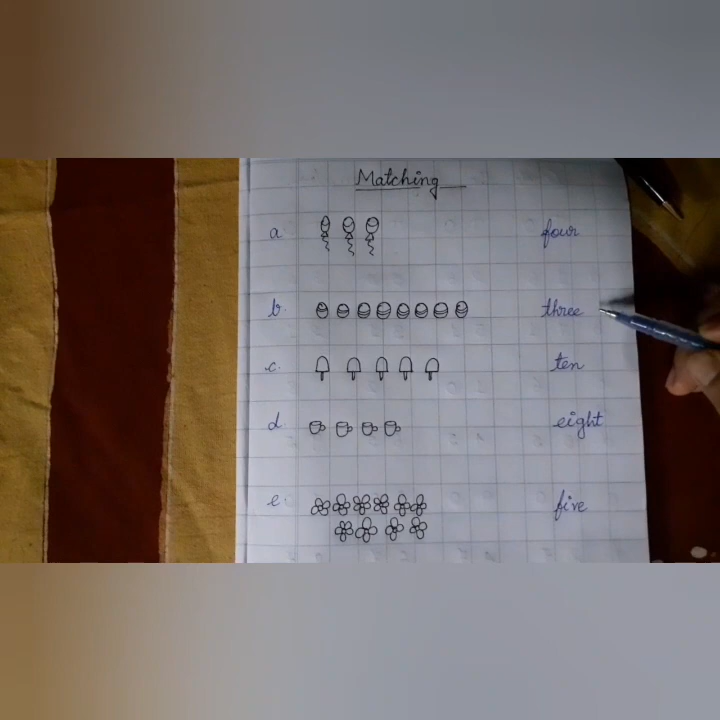 Matching
a. four
b. three
c. ten
d. eight
e. five